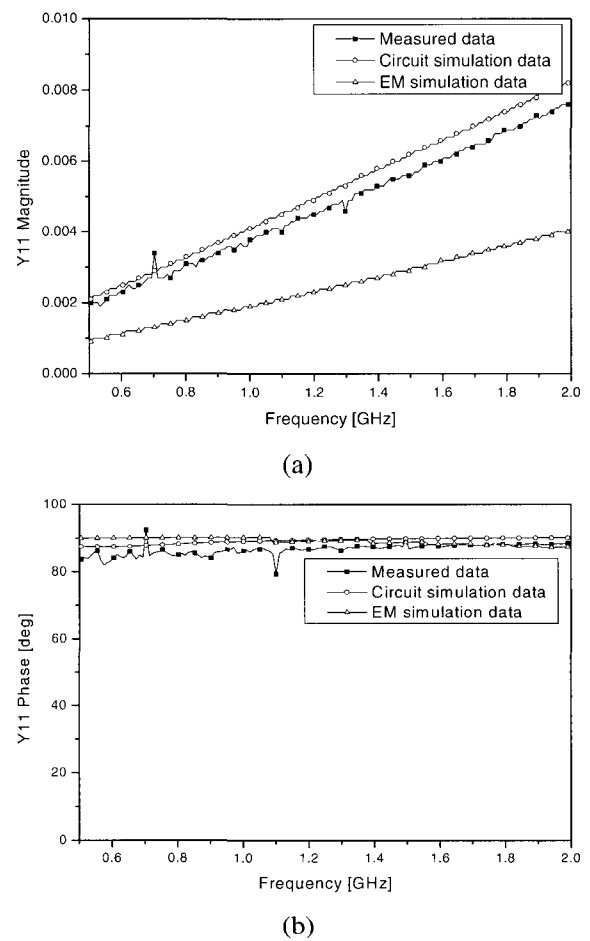 0.010
0.008
0.006
0.004
0.002
0.000
Y11 Magnitude
Measured data
Circuit simulation data
EM simulation data
0.6 0.8 1.0 1.2 1.4 1.6 1.8 2.0
Frequency [GHz]
(a)
100
80
60
40
20
0
Y11 Phase [deg]
Measured data
Circuit simulation data
EM simulation data
0.6 0.8 1.0 1.2 1.4 1.6 1.8 2.0
Frequency [GHz]
(b)